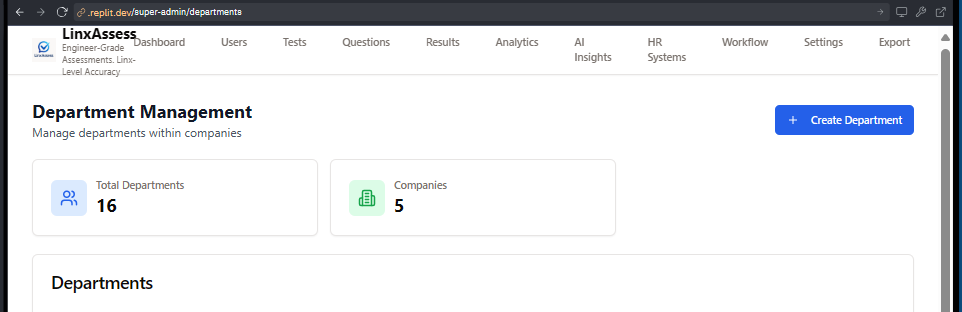 .replit.dev/super-admin/departments
LinxAssess
Engineer-Grade
Assessments. Linx-
Level Accuracy
LinxAssess
Dashboard
Users
Tests
Questions
Results
Analytics
AI
Insights
HR
Systems
Workflow
Settings
Export
Department Management
Manage departments within companies
+ Create Department
Total Departments
16
Companies
5
Departments